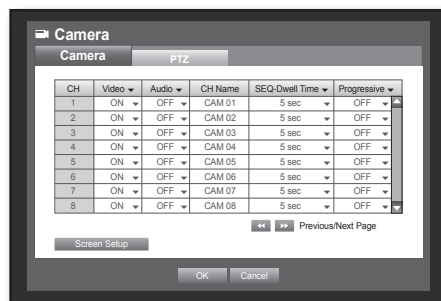 Camera
Camera PTZ
CH Video Audio CH Name SEQ-Dwell Time Progressive
1 ON OFF CAM 01 5 sec OFF
2 ON OFF CAM 02 5 sec OFF
3 ON OFF CAM 03 5 sec OFF
4 ON OFF CAM 04 5 sec OFF
5 ON OFF CAM 05 5 sec OFF
6 ON OFF CAM 06 5 sec OFF
7 ON OFF CAM 07 5 sec OFF
8 ON OFF CAM 08 5 sec OFF
Previous/Next Page
Screen Setup
OK Cancel